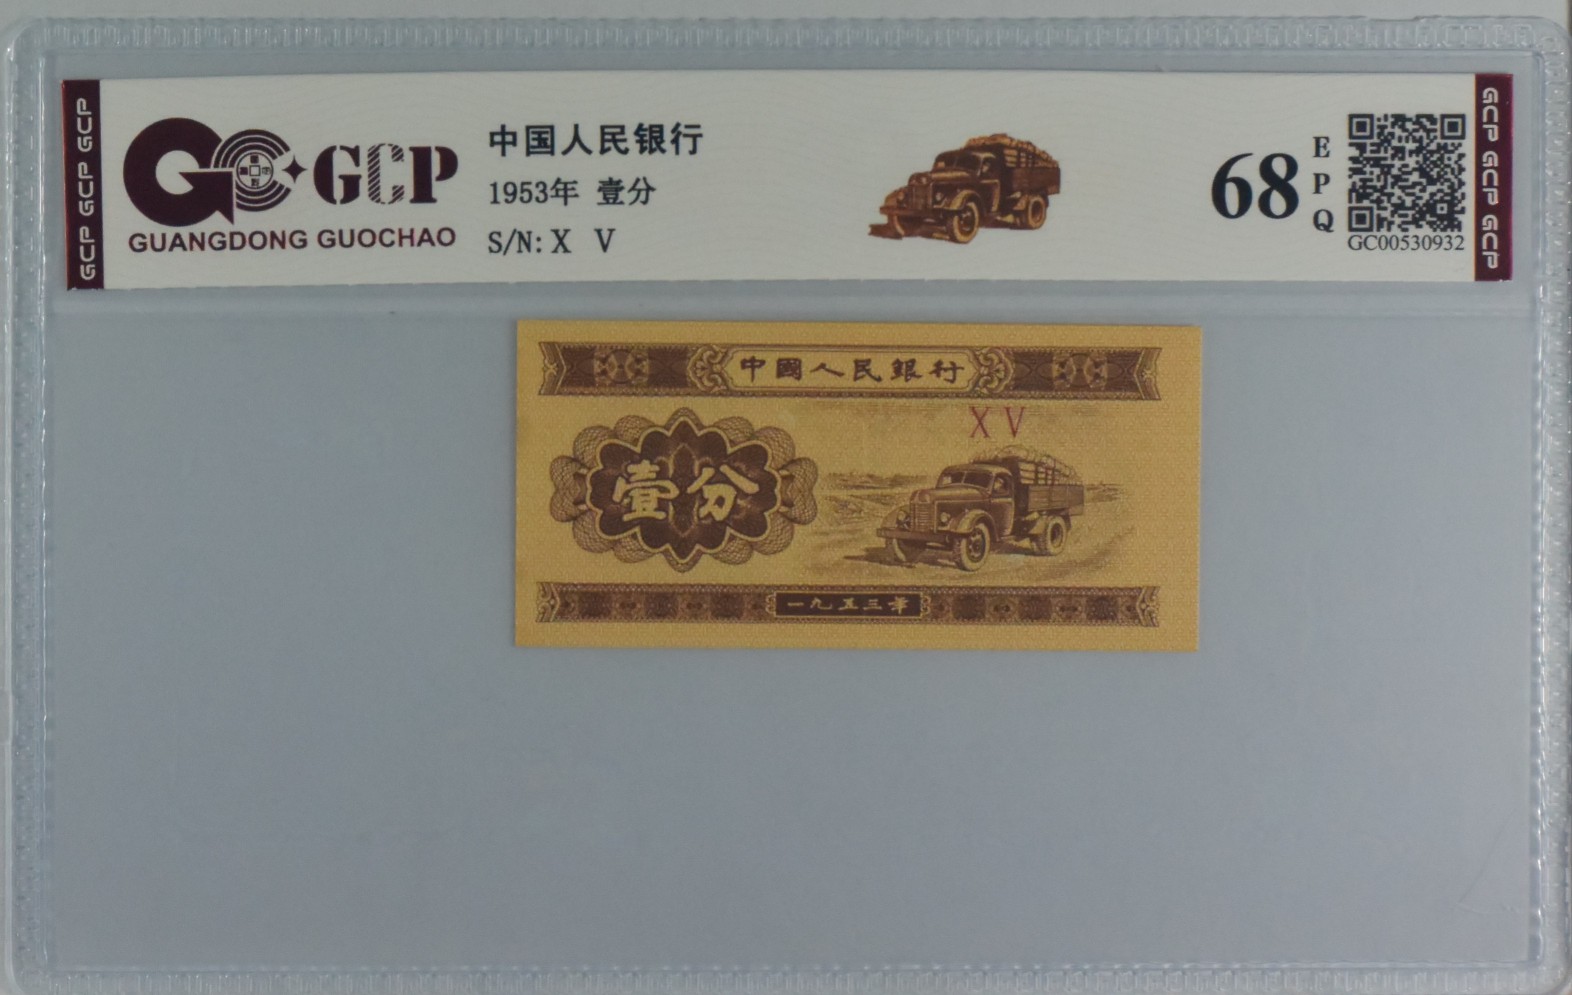 GCP GCP GCP
GCP
GUANGDONG GUOCHAO
中国人民银行
1953年 壹分
S/N: X V
68
EPQ
GC00530932
GCP GCP GCP
中國人民銀行
X V
壹分
一九五三年